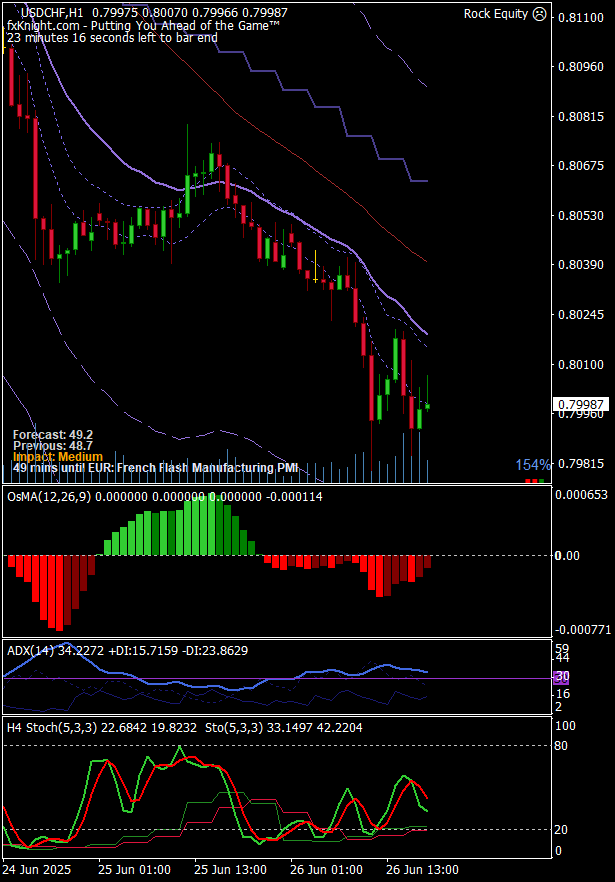 USDCHF,H1 0.79975 0.80070 0.79966 0.79987
Rock Equity
fxKnight.com - Putting You Ahead of the Game™
23 minutes 16 seconds left to bar end
0.81110
0.80960
0.80815
0.80675
0.80530
0.80390
0.80245
0.80100
0.79987
0.79960
0.79815
Forecast: 49.2
Previous: 48.7
Impact: Medium
49 mins until EUR: French Flash Manufacturing PMI
154%
OsMA(12,26,9) 0.000000 0.000000 0.000000 -0.000114
0.000653
0.00
-0.000771
ADX(14) 34.2272 +DI:15.7159 -DI:23.8629
59
44
30
16
2
H4 Stoch(5,3,3) 22.6842 19.8232 Sto(5,3,3) 33.1497 42.2204
100
80
20
0
24 Jun 2025 25 Jun 01:00 25 Jun 13:00 26 Jun 01:00 26 Jun 13:00